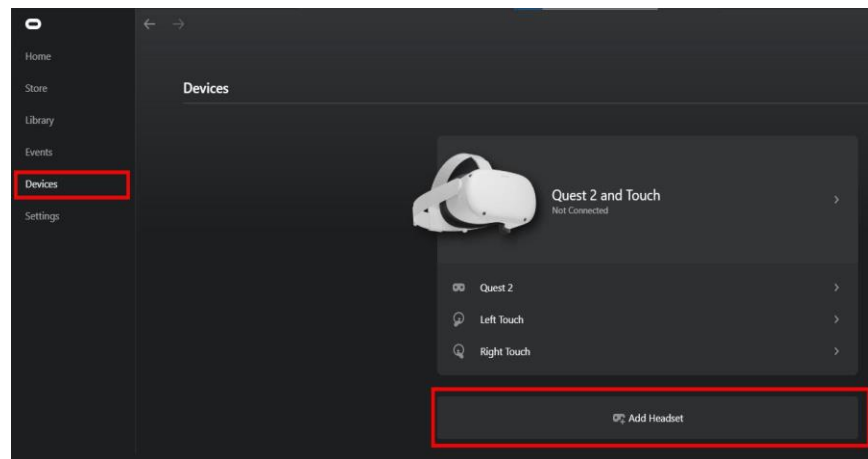 Home
Store
Library
Events
Devices
Settings
Devices
Quest 2 and Touch
Not Connected
Quest 2
Left Touch
Right Touch
Add Headset